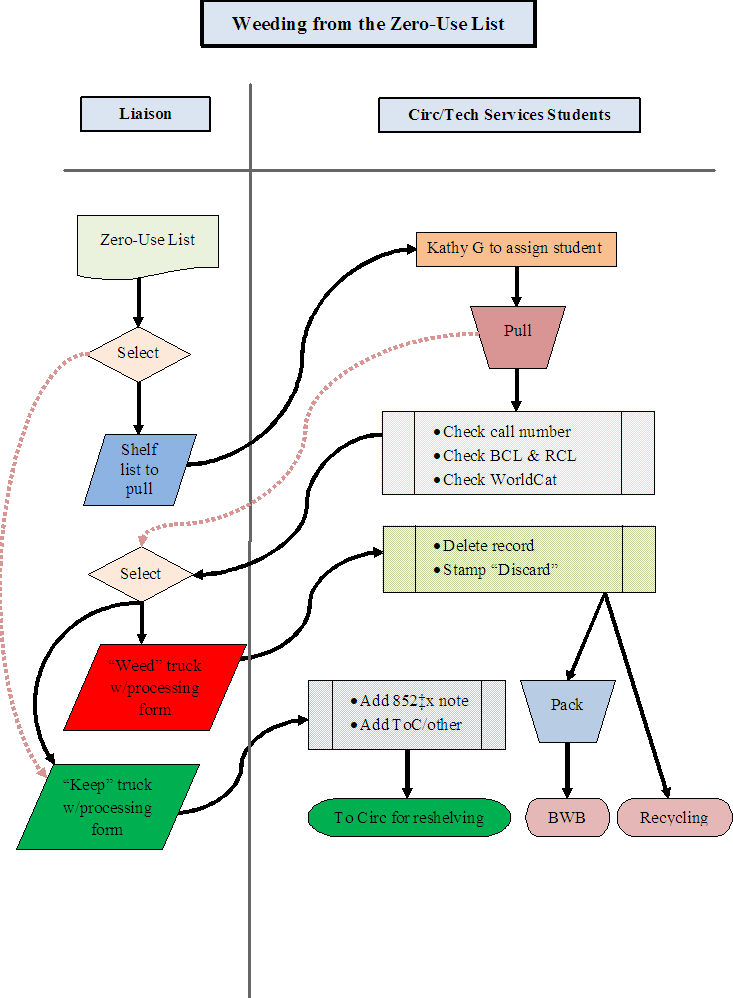 Weeding from the Zero-Use List
Liaison
Circ/Tech Services Students
Zero-Use List
Kathy G to assign student
Select
Pull
Shelf
list to
pull
•Check call number
•Check BCL & RCL
•Check WorldCat
Select
•Delete record
•Stamp “Discard”
“Weed” truck
w/processing
form
•Add 852‡x note
•Add ToC/other
Pack
“Keep” truck
w/processing
form
To Circ for reshelving
BWB
Recycling